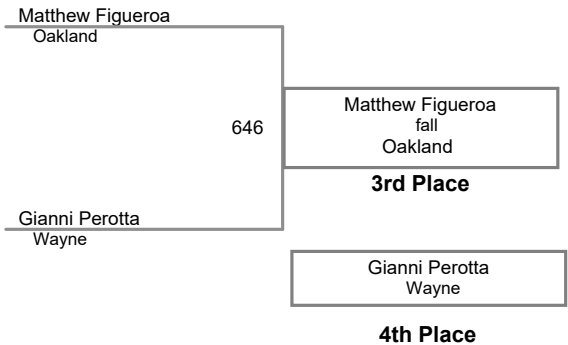 Matthew Figueroa
Oakland
646
Matthew Figueroa
fall
Oakland
3rd Place
Gianni Perotta
Wayne
Gianni Perotta
Wayne
4th Place